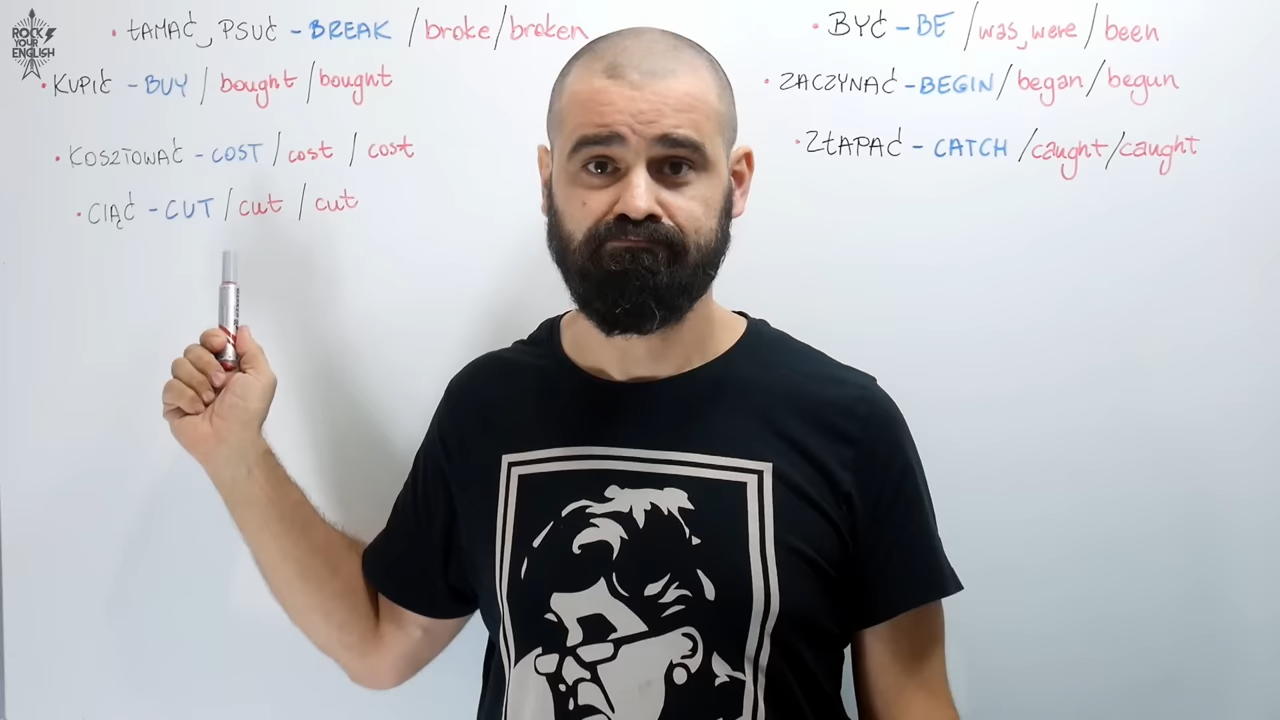 ROCK
YOUR
ENGLISH
• ŁAMAĆ, PSUĆ - BREAK / broke / broken
• KUPIĆ - BUY / bought / bought
• KOSZTOWAĆ - COST / cost / cost
• CIĄĆ - CUT / cut / cut
• BYĆ - BE / was, were / been
• ZACZYNAĆ - BEGIN / began / begun
• ZŁAPAĆ - CATCH / caught / caught